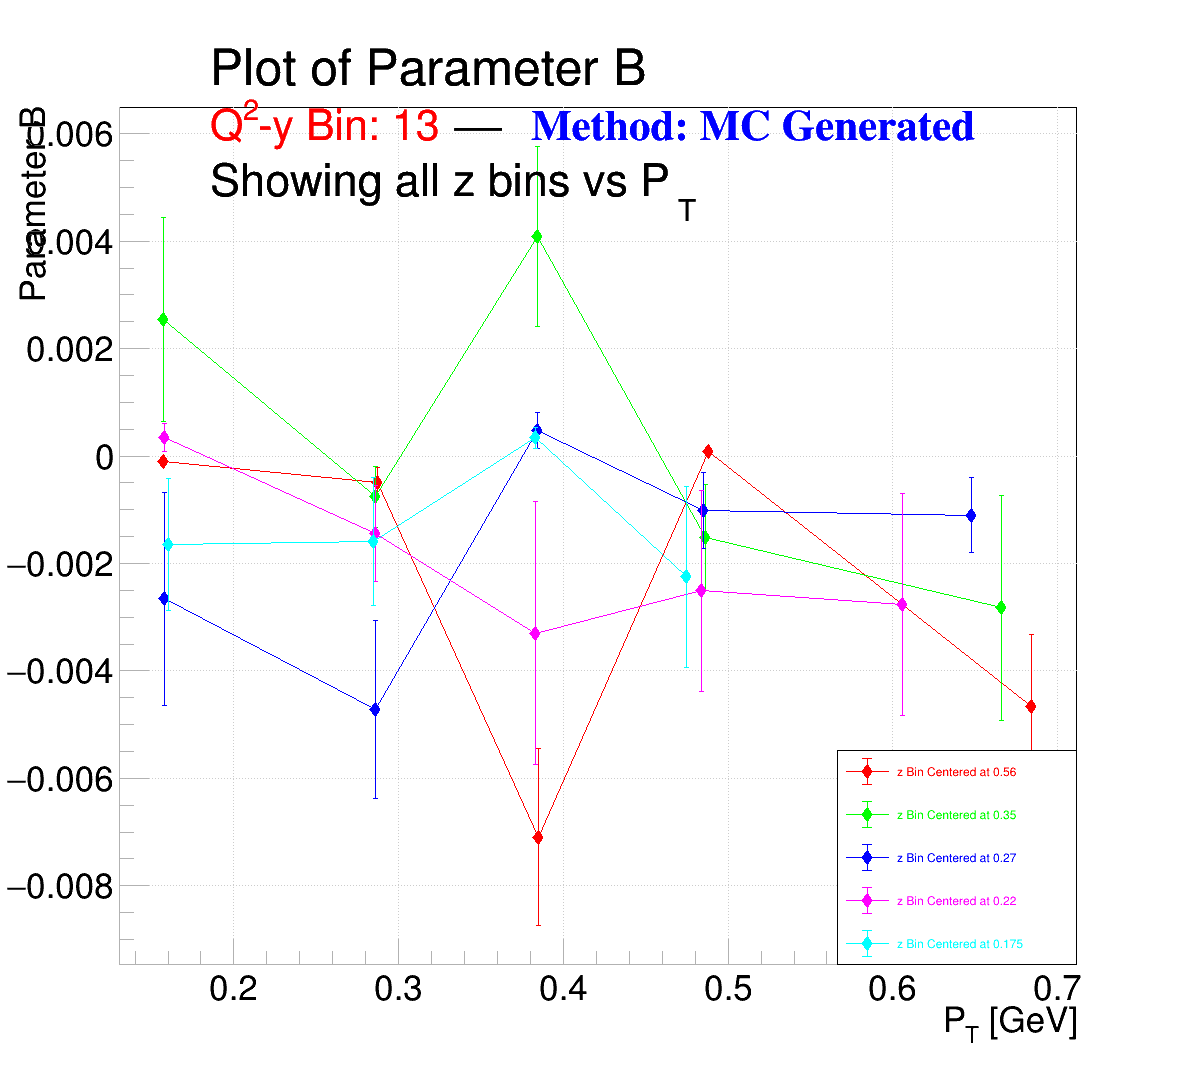 Plot of Parameter B
Q²-y Bin: 13 — Method: MC Generated
Showing all z bins vs P_T
Parameter B
0.006
0.004
0.002
0
−0.002
−0.004
−0.006
−0.008
z Bin Centered at 0.56
z Bin Centered at 0.35
z Bin Centered at 0.27
z Bin Centered at 0.22
z Bin Centered at 0.175
0.2 0.3 0.4 0.5 0.6 0.7
P_T [GeV]